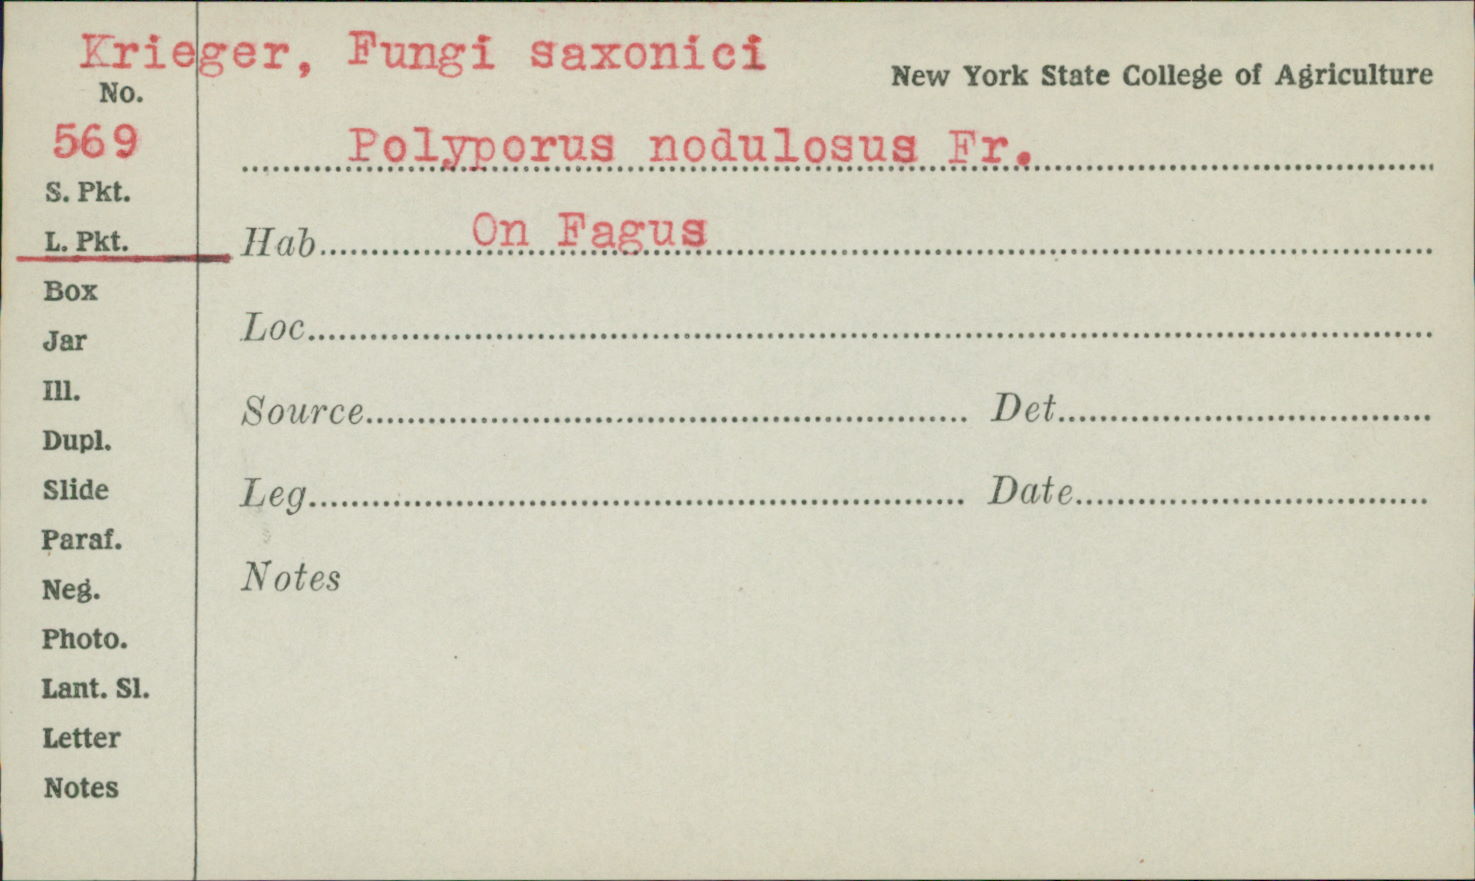 Krieger, Fungi saxonici
New York State College of Agriculture
No.
569
Polyporus nodulosus Fr.
S. Pkt.
L. Pkt.
Hab. On Fagus
Box
Loc.
Jar
Ill.
Source Det.
Dupl.
Slide
Leg. Date
Paraf.
Notes
Neg.
Photo.
Lant. Sl.
Letter
Notes